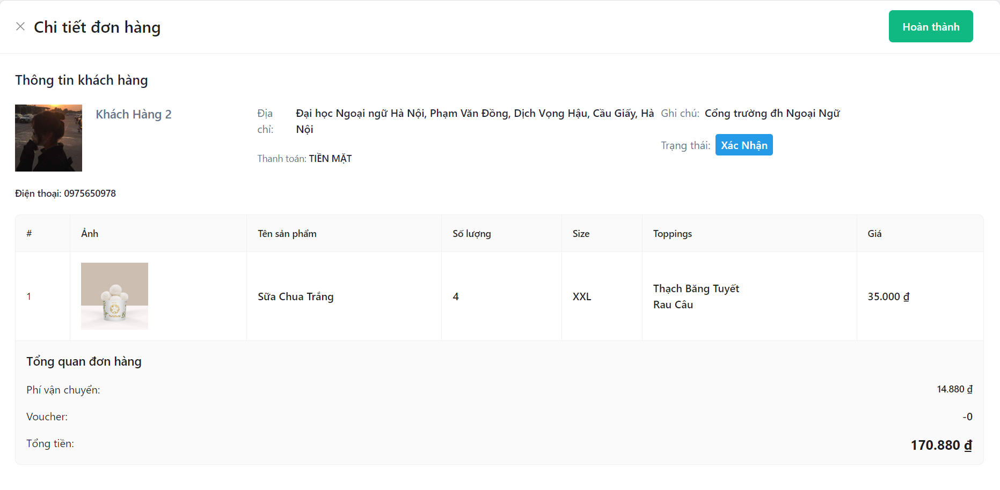 Chi tiết đơn hàng
Hoàn thành
Thông tin khách hàng
Khách Hàng 2
Địa chỉ: Đại học Ngoại ngữ Hà Nội, Phạm Văn Đồng, Dịch Vọng Hậu, Cầu Giấy, Hà
Nội
Thanh toán: TIỀN MẶT
Ghi chú: Cổng trường đh Ngoại Ngữ
Trạng thái: Xác Nhận
Điện thoại: 0975650978
# Ảnh Tên sản phẩm Số lượng Size Toppings Giá
1 Sữa Chua Trắng 4 XXL Thạch Băng Tuyết 35.000 ₫
Rau Câu
Tổng quan đơn hàng
Phí vận chuyển: 14.880 ₫
Voucher: -0
Tổng tiền: 170.880 ₫